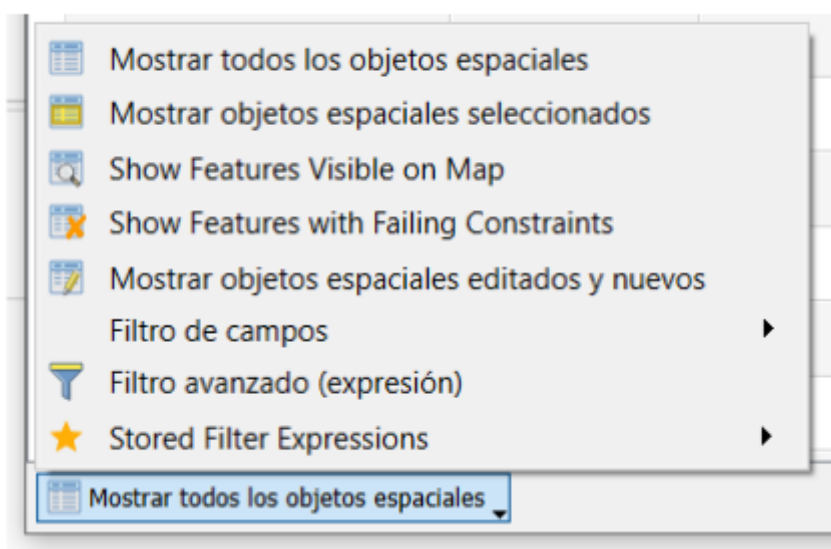 Mostrar todos los objetos espaciales
Mostrar objetos espaciales seleccionados
Show Features Visible on Map
Show Features with Failing Constraints
Mostrar objetos espaciales editados y nuevos
Filtro de campos
Filtro avanzado (expresión)
Stored Filter Expressions
Mostrar todos los objetos espaciales